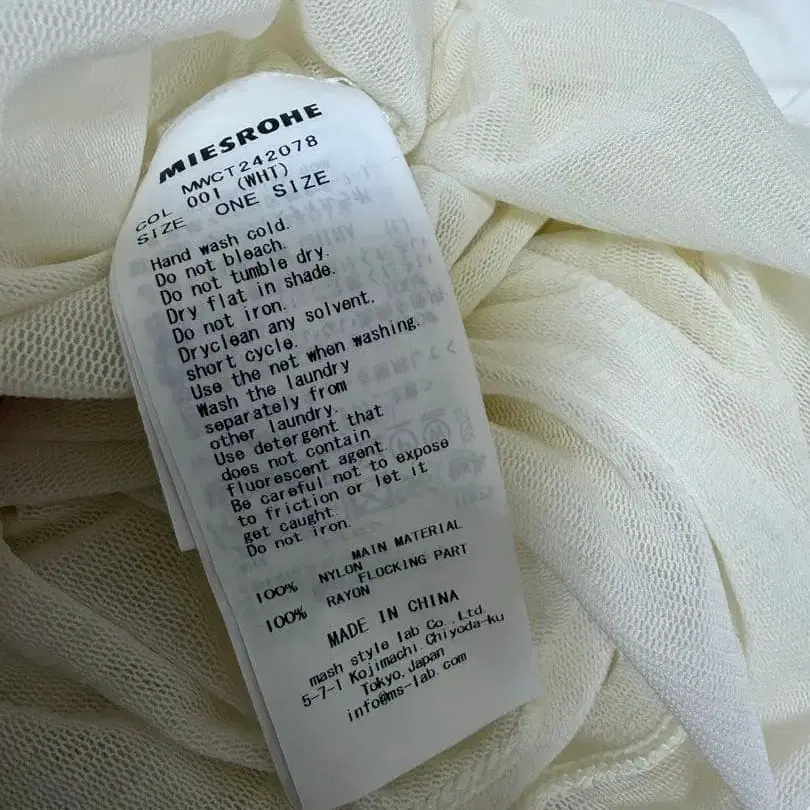 MIESROHE
MWCT242078
COL 001 (WHT)
SIZE ONE SIZE
Hand wash cold.
Do not bleach.
Do not tumble dry.
Dry flat in shade.
Do not iron.
Dryclean any solvent,
short cycle.
Use the net when washing.
Wash the laundry
separately from
other laundry.
Use detergent that
does not contain
fluorescent agent.
Be careful not to expose
to friction or let it
get caught.
Do not iron.
MAIN MATERIAL
100% NYLON
FLOCKING PART
100% RAYON
MADE IN CHINA
mash style lab Co.,Ltd.
5-7-1 Kojimachi,Chiyoda-ku
Tokyo,Japan
info@ms-lab.com